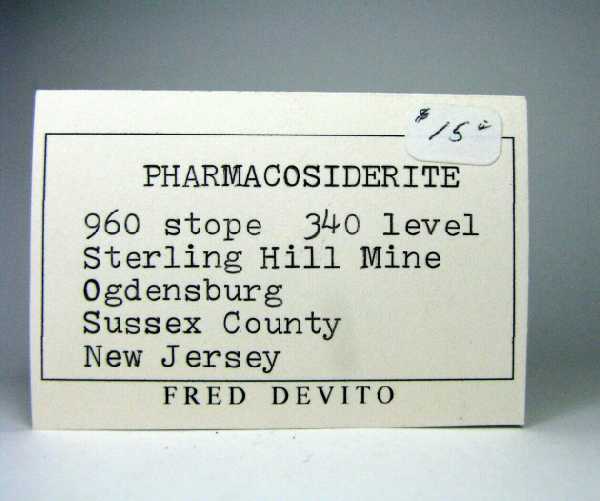 $15
PHARMACOSIDERITE
960 stope 340 level
Sterling Hill Mine
Ogdensburg
Sussex County
New Jersey
FRED DEVITO